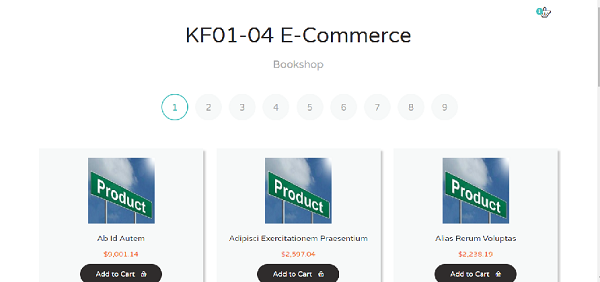 KF01-04 E-Commerce
Bookshop
1 2 3 4 5 6 7 8 9
Product Product Product
Ab Id Autem Adipisci Exercitationem Praesentium Alias Rerum Voluptas
$9,001.14 $2,597.04 $2,238.19
Add to Cart Add to Cart Add to Cart